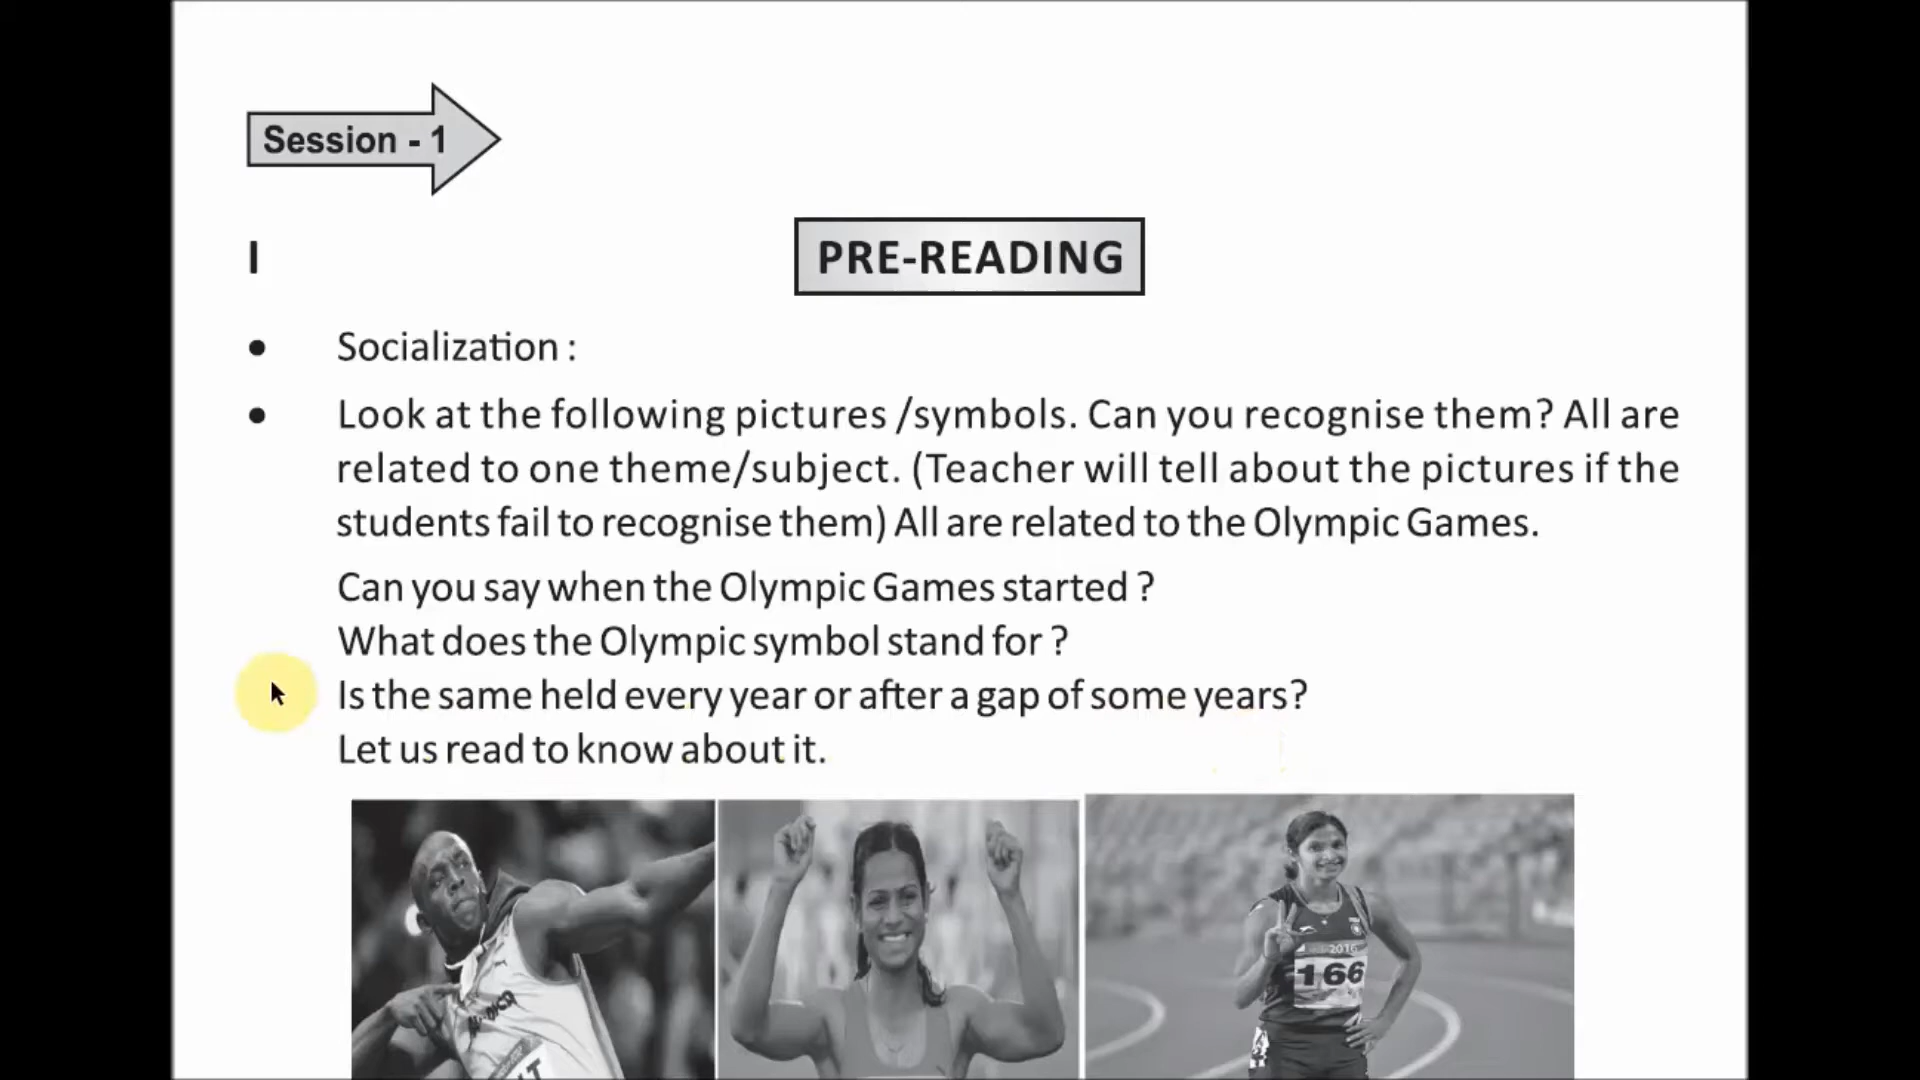 Session - 1
I
PRE-READING
• Socialization :
• Look at the following pictures /symbols. Can you recognise them? All are
related to one theme/subject. (Teacher will tell about the pictures if the
students fail to recognise them) All are related to the Olympic Games.
Can you say when the Olympic Games started ?
What does the Olympic symbol stand for ?
Is the same held every year or after a gap of some years?
Let us read to know about it.
2016
166